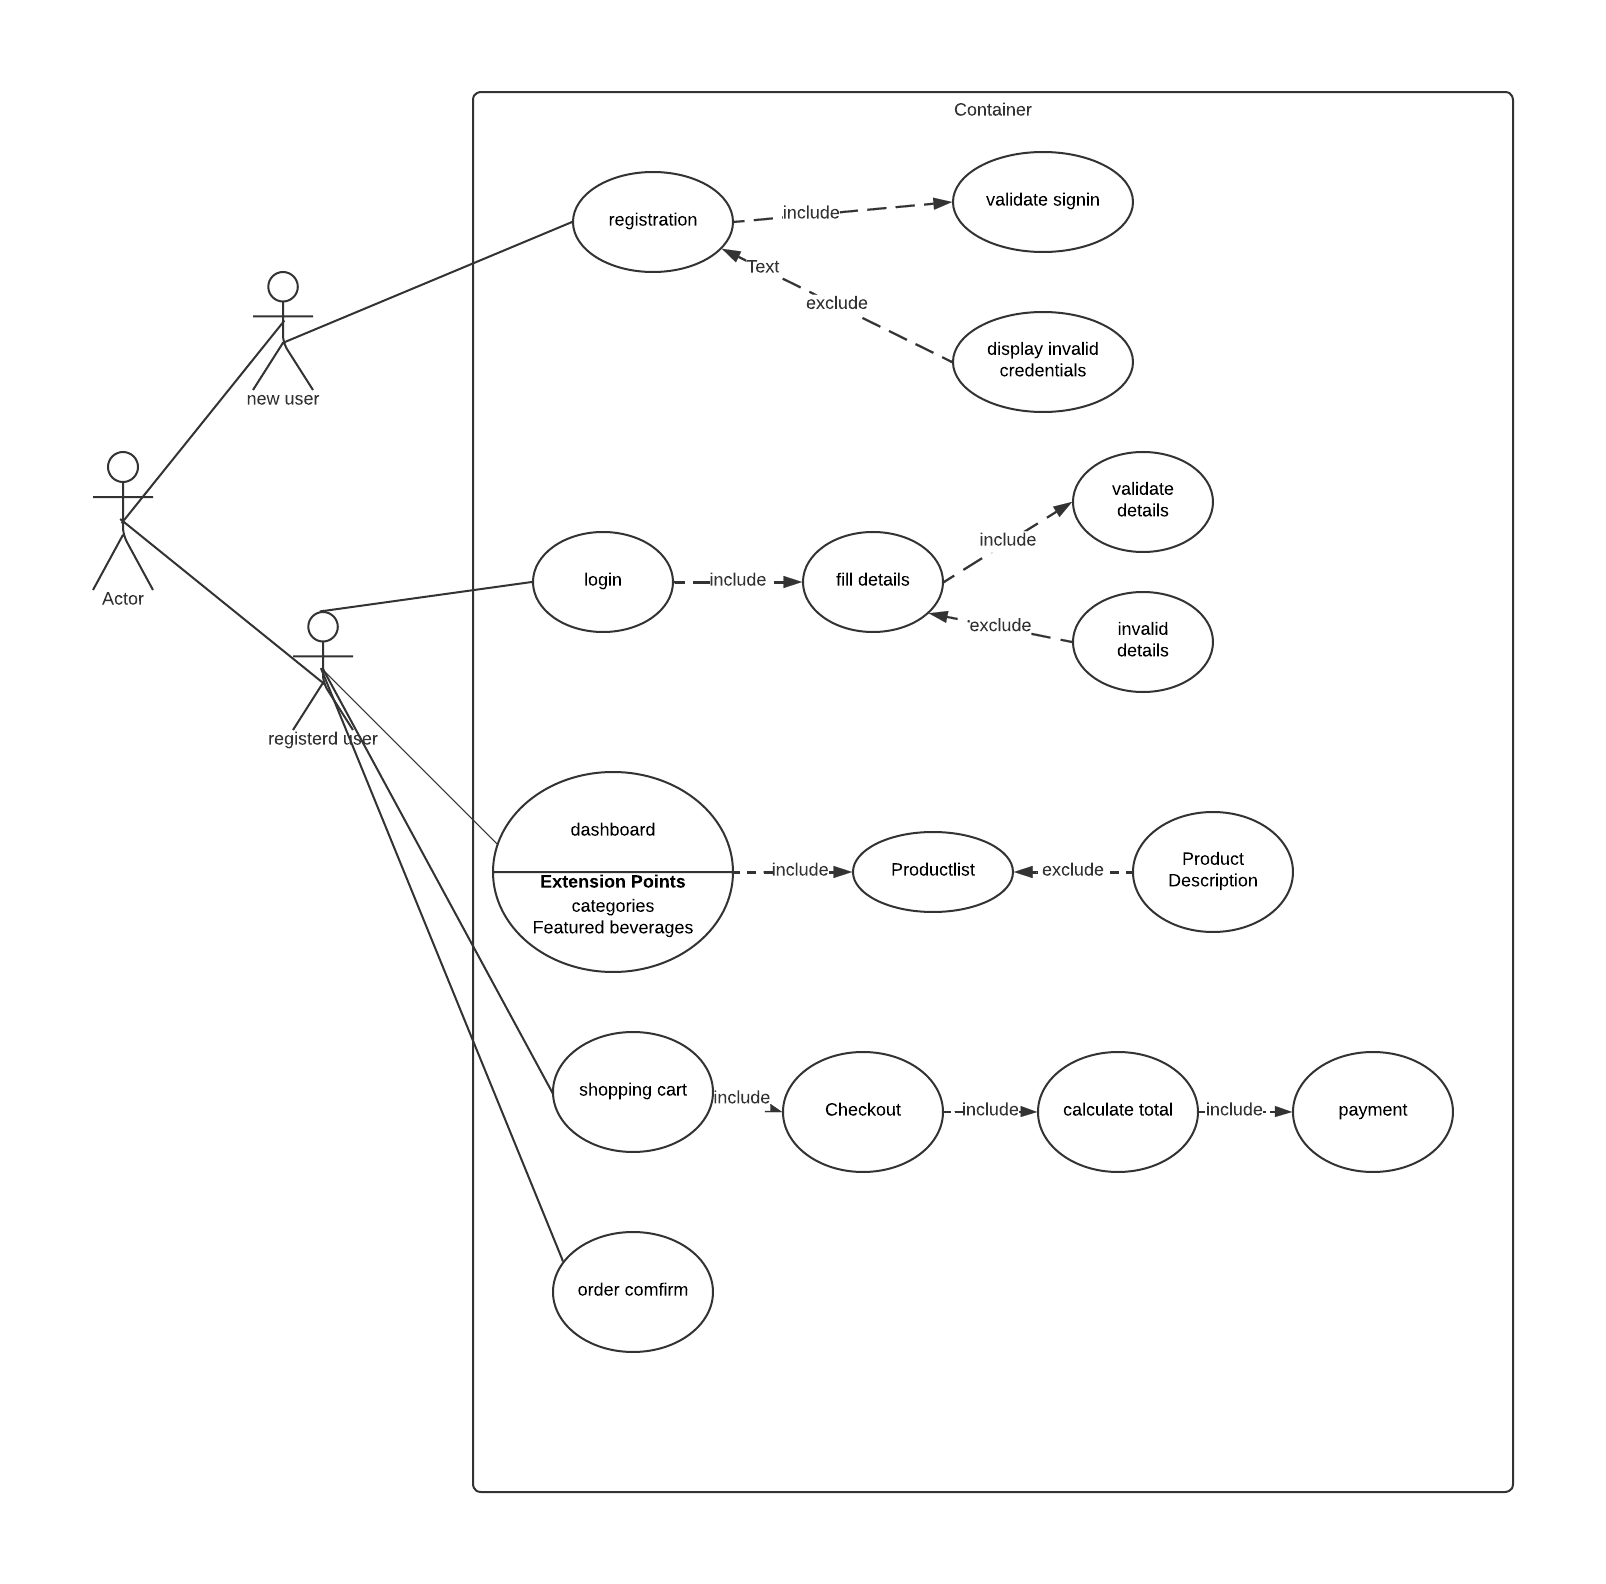 Container
registration
include
validate signin
Text
exclude
display invalid
credentials
new user
Actor
login
include
fill details
include
validate
details
exclude
invalid
details
registerd user
dashboard
Extension Points
categories
Featured beverages
include
Productlist
exclude
Product
Description
shopping cart
include
Checkout
include
calculate total
include
payment
order comfirm